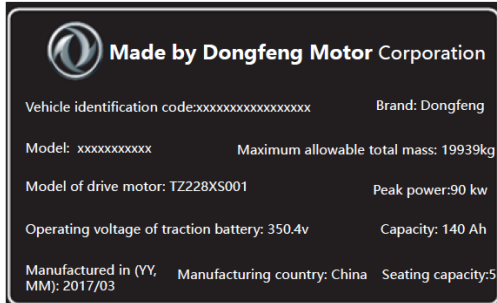 Made by Dongfeng Motor Corporation
Vehicle identification code:xxxxxxxxxxxxxxxxx Brand: Dongfeng
Model: xxxxxxxxxxx Maximum allowable total mass: 19939kg
Model of drive motor: TZ228XS001 Peak power:90 kw
Operating voltage of traction battery: 350.4v Capacity: 140 Ah
Manufactured in (YY,
MM): 2017/03 Manufacturing country: China Seating capacity:5